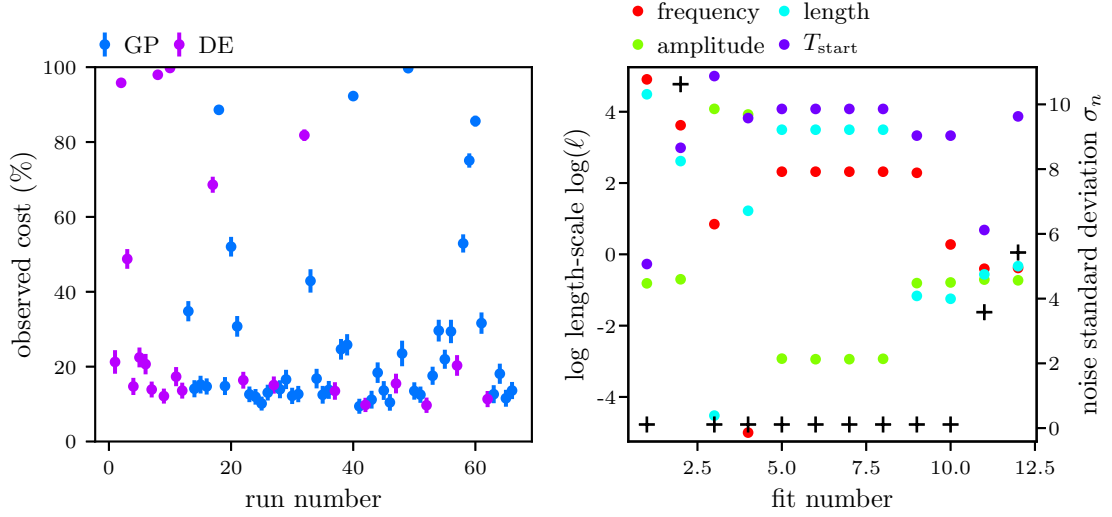 GP DE
100
80
60
40
20
0
0 20 40 60
observed cost (%)
run number
frequency length
amplitude T_start
4
2
0
-2
-4
10
8
6
4
2
0
2.5 5.0 7.5 10.0 12.5
log length-scale log(ℓ)
noise standard deviation σ_n
fit number